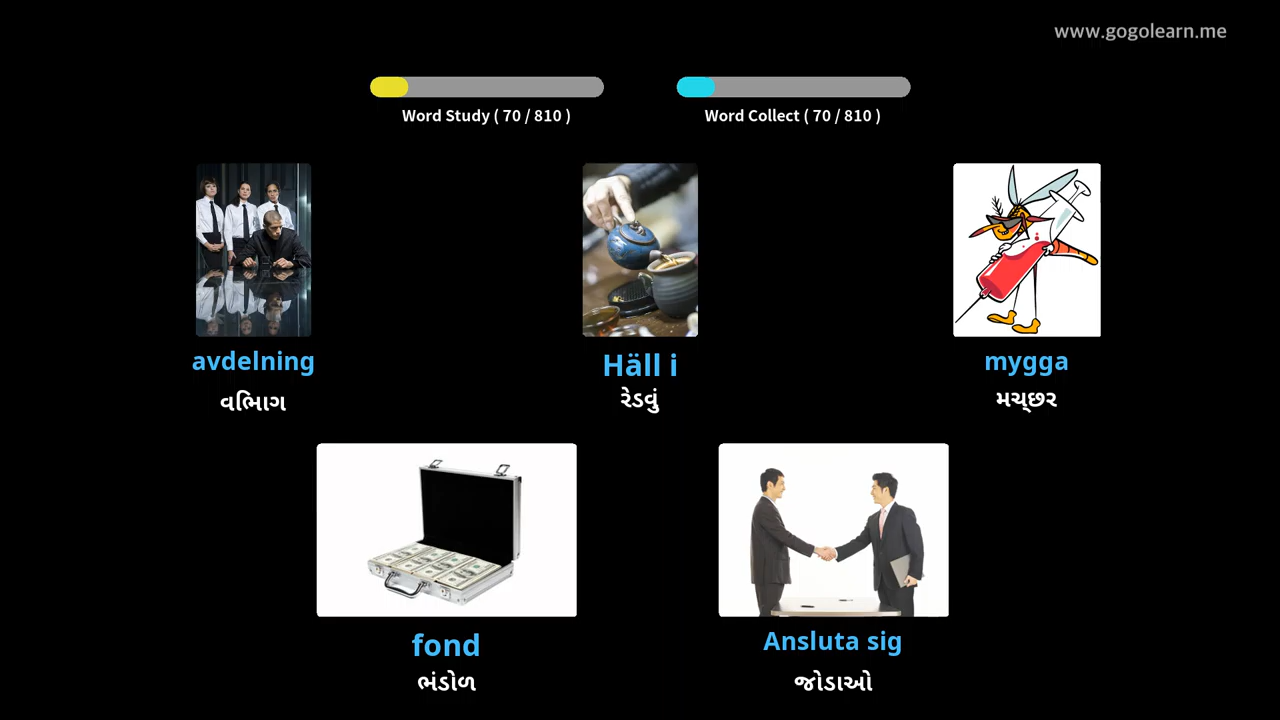 www.gogolearn.me
Word Study ( 70 / 810 )
Word Collect ( 70 / 810 )
avdelning
વિભાગ
Häll i
રેડવું
mygga
મચ્છર
fond
ભંડોળ
Ansluta sig
જોડાઓ